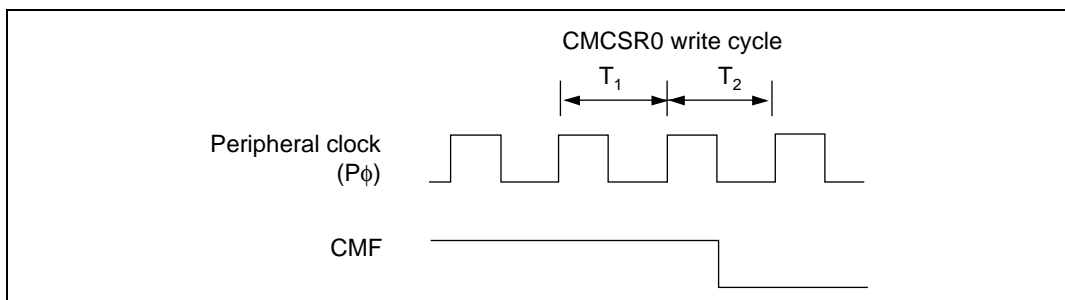 CMCSR0 write cycle
T1 T2
Peripheral clock
(Pϕ)
CMF